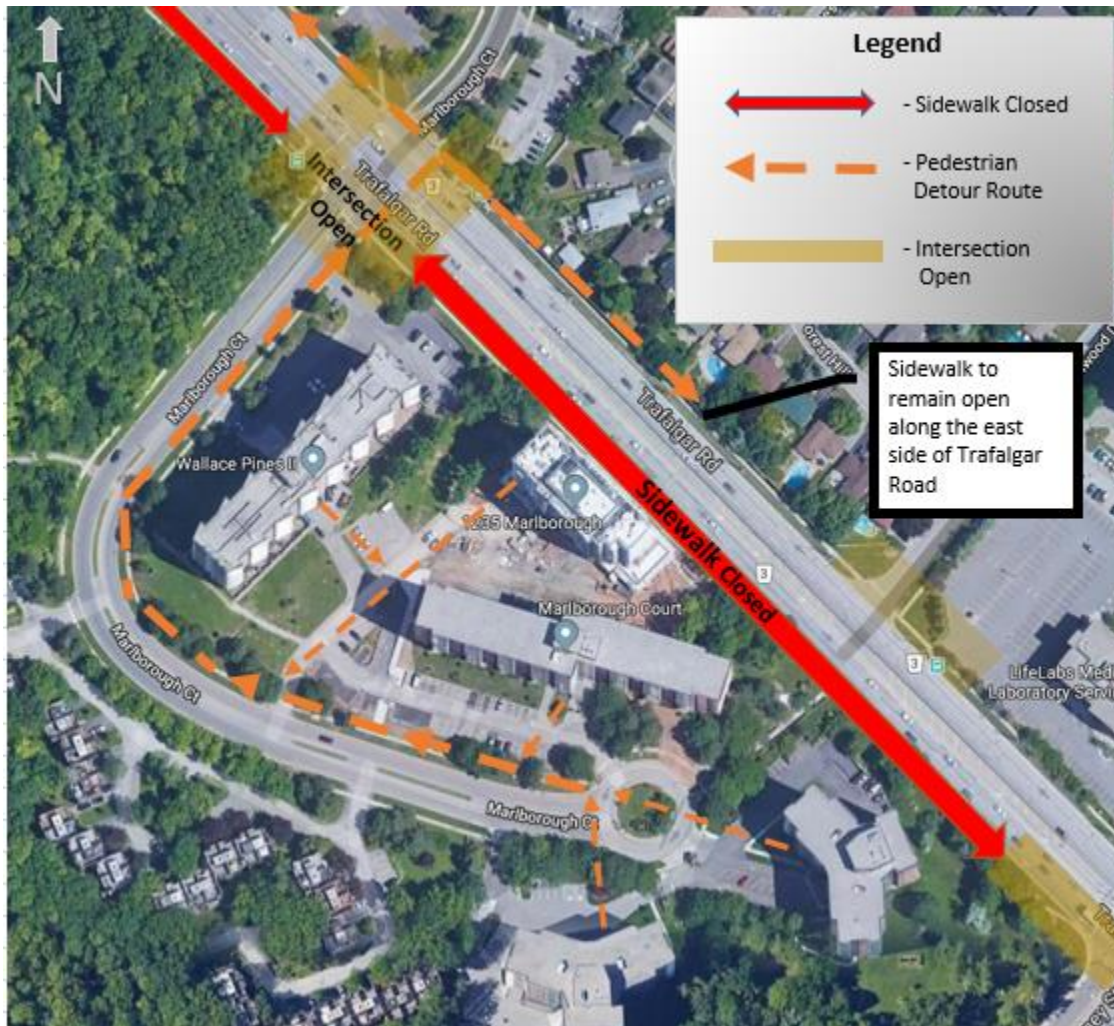 N
Legend
- Sidewalk Closed
- Pedestrian
Detour Route
- Intersection
Open
Marlborough Ct
Trafalgar Rd
3
Intersection
Open
Marlborough Ct
Sidewalk to
remain open
along the east
side of Trafalgar
Road
Trafalgar Rd
Wallace Pines II
1235 Marlborough
Sidewalk Closed
3
Marlborough Court
Marlborough Ct
3
LifeLabs Medi
Laboratory Servi
Marlborough Ct